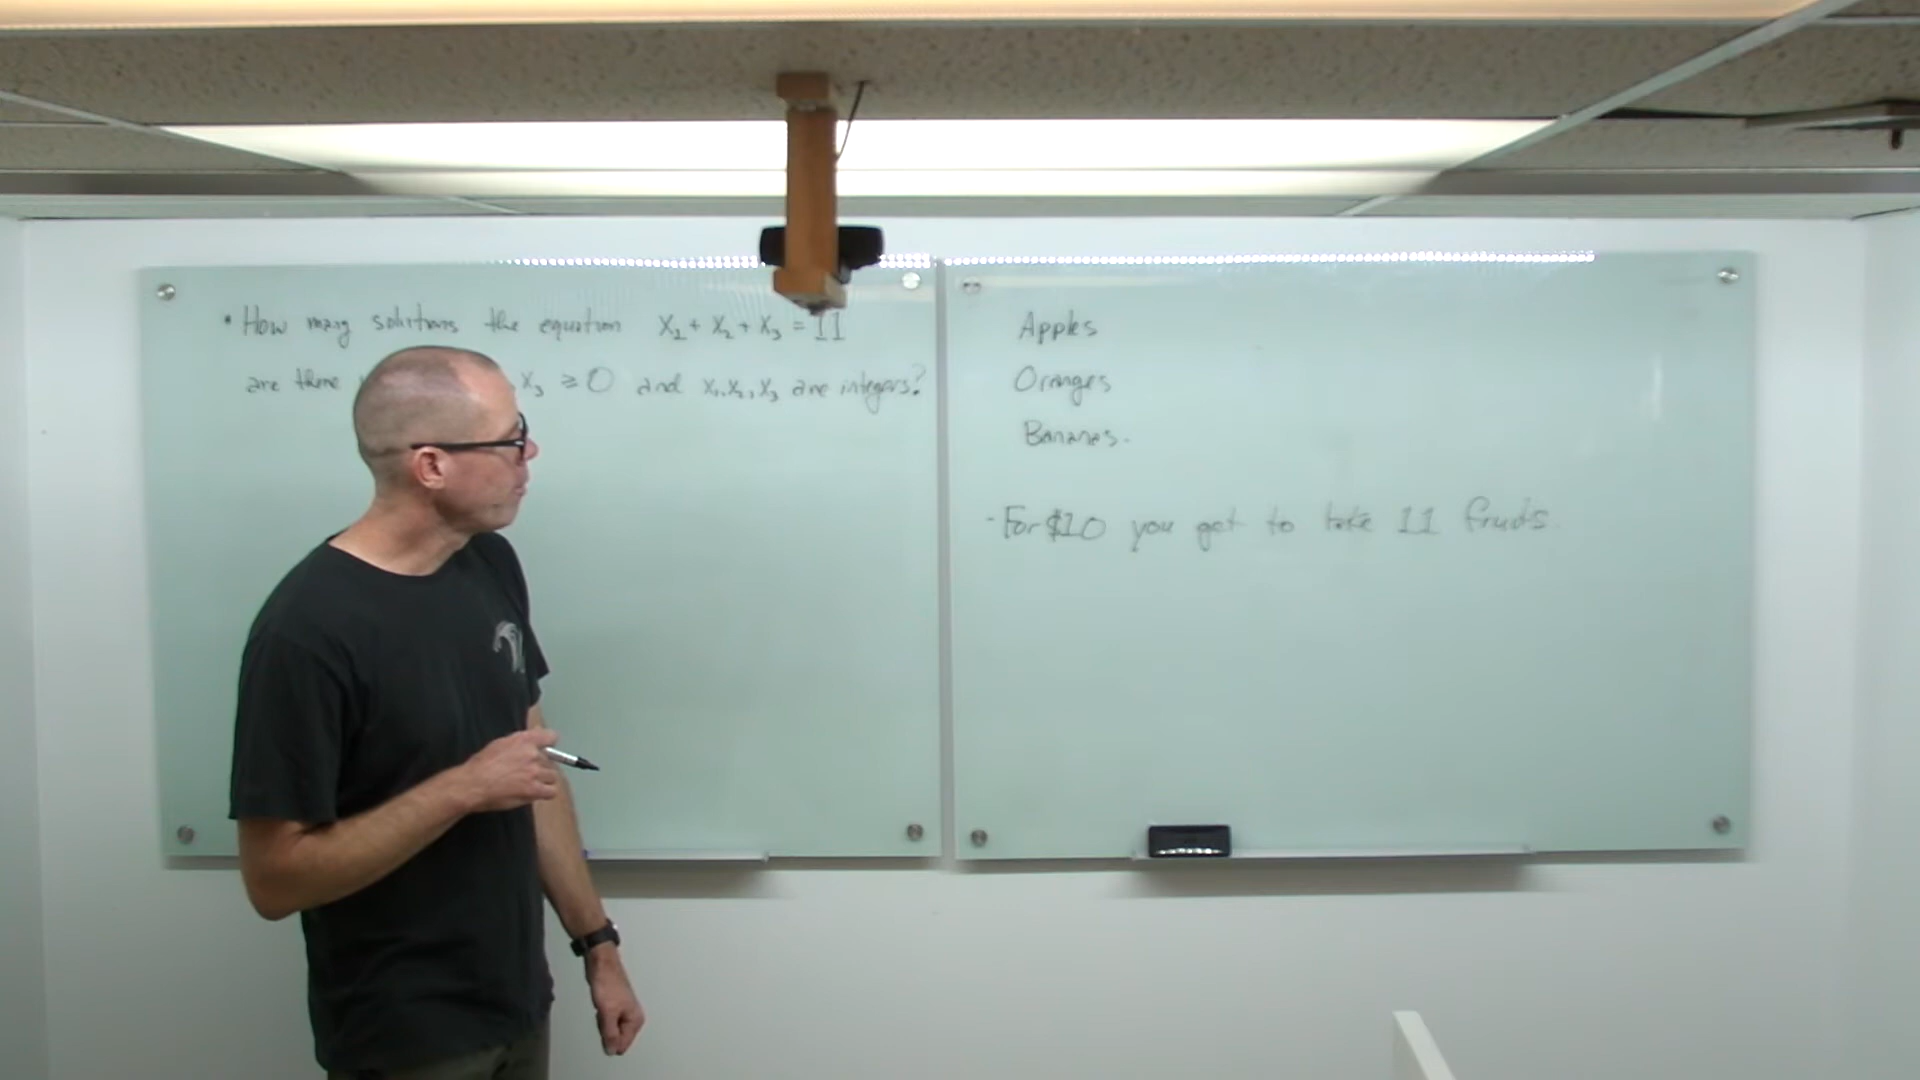 • How many solutions the equation x₁ + x₂ + x₃ = 11
are there x₃ ≥ 0 and x₁, x₂, x₃ are integers?
Apples
Oranges
Bananas.
- For $10 you get to take 11 fruits.